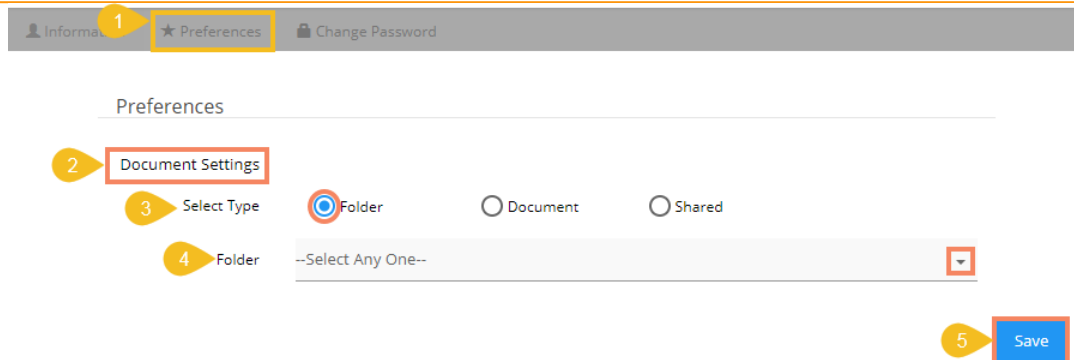 1
Informa Preferences Change Password
Preferences
2 Document Settings
3 Select Type Folder Document Shared
4 Folder --Select Any One--
5 Save